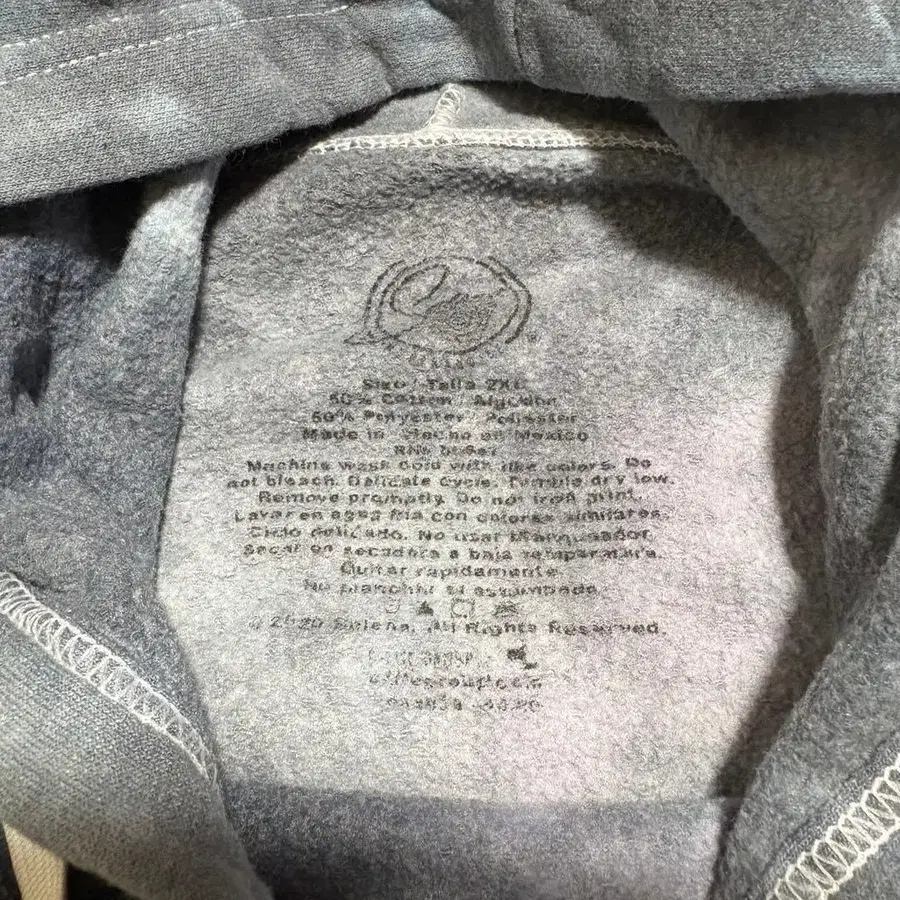 Size / Talla 2XL
50% Cotton / Algodon
50% Polyester / Poliester
Made in / Hecho en Mexico
RN#
Machine wash cold with like colors. Do
not bleach. Delicate cycle. Tumble dry low.
Remove promptly. Do not iron print.
Lavar en agua fria con colores similares.
Ciclo delicado. No usar blanqueador.
Secar en secadora a baja temperatura.
Quitar rapidamente.
No planchar el estampado.
© 2020 All Rights Reserved.